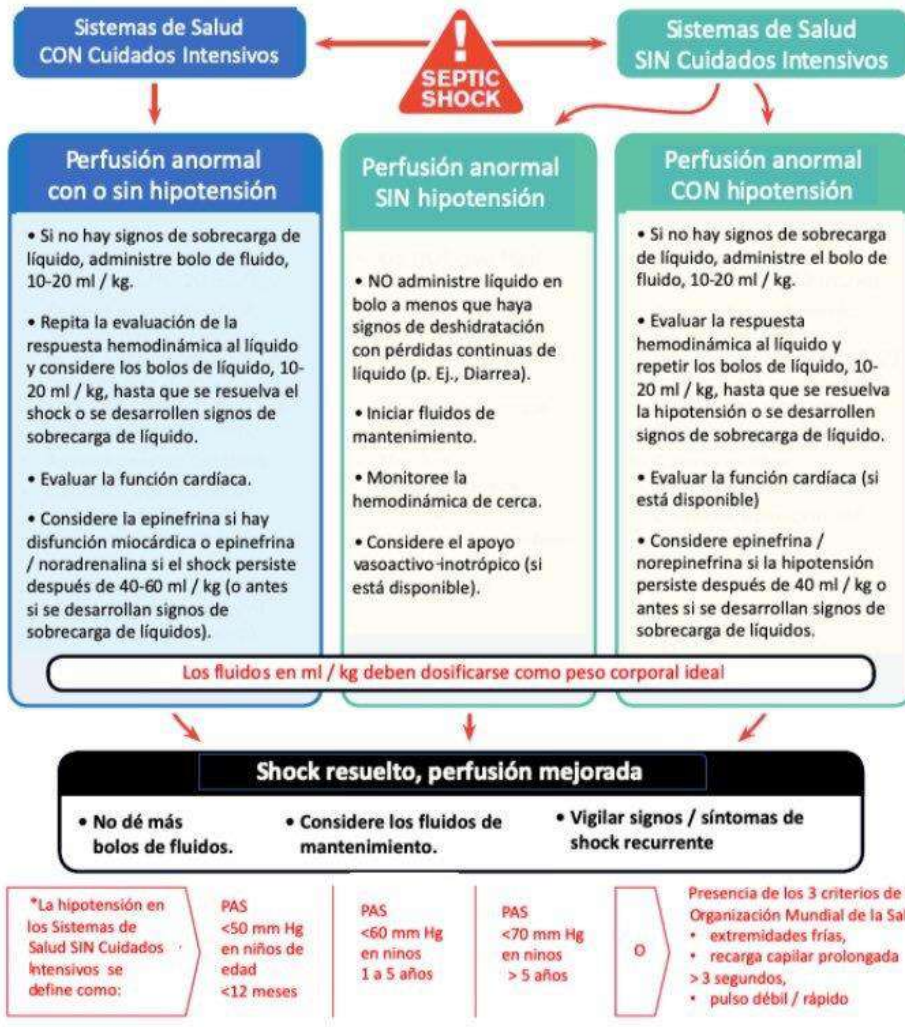 Sistemas de Salud
CON Cuidados Intensivos
!
SEPTIC
SHOCK
Sistemas de Salud
SIN Cuidados Intensivos
Perfusión anormal
con o sin hipotensión
• Si no hay signos de sobrecarga de
líquido, administre bolo de fluido,
10-20 ml / kg.
• Repita la evaluación de la
respuesta hemodinámica al líquido
y considere los bolos de líquido, 10-
20 ml / kg, hasta que se resuelva el
shock o se desarrollen signos de
sobrecarga de líquido.
• Evaluar la función cardíaca.
• Considere la epinefrina si hay
disfunción miocárdica o epinefrina
/ noradrenalina si el shock persiste
después de 40-60 ml / kg (o antes
si se desarrollan signos de
sobrecarga de líquidos).
Perfusión anormal
SIN hipotensión
• NO administre líquido en
bolo a menos que haya
signos de deshidratación
con pérdidas continuas de
líquido (p. Ej., Diarrea).
• Iniciar fluidos de
mantenimiento.
• Monitoree la
hemodinámica de cerca.
• Considere el apoyo
vasoactivo-inotrópico (si
está disponible).
Perfusión anormal
CON hipotensión
• Si no hay signos de sobrecarga
de líquido, administre el bolo de
fluido, 10-20 ml / kg.
• Evaluar la respuesta
hemodinámica al líquido y
repetir los bolos de líquido, 10-
20 ml / kg, hasta que se resuelva
la hipotensión o se desarrollen
signos de sobrecarga de líquido.
• Evaluar la función cardíaca (si
está disponible)
• Considere epinefrina /
norepinefrina si la hipotensión
persiste después de 40 ml / kg o
antes si se desarrollan signos de
sobrecarga de líquidos.
Los fluidos en ml / kg deben dosificarse como peso corporal ideal
Shock resuelto, perfusión mejorada
• No dé más
bolos de fluidos.
• Considere los fluidos de
mantenimiento.
• Vigilar signos / síntomas de
shock recurrente
*La hipotensión en
los Sistemas de
Salud SIN Cuidados
Intensivos se
define como:
PAS
<50 mm Hg
en niños de
edad
<12 meses
PAS
<60 mm Hg
en ninos
1 a 5 años
PAS
<70 mm Hg
en ninos
> 5 años
O
Presencia de los 3 criterios de
Organización Mundial de la Sal
• extremidades frías,
• recarga capilar prolongada
> 3 segundos,
• pulso débil / rápido